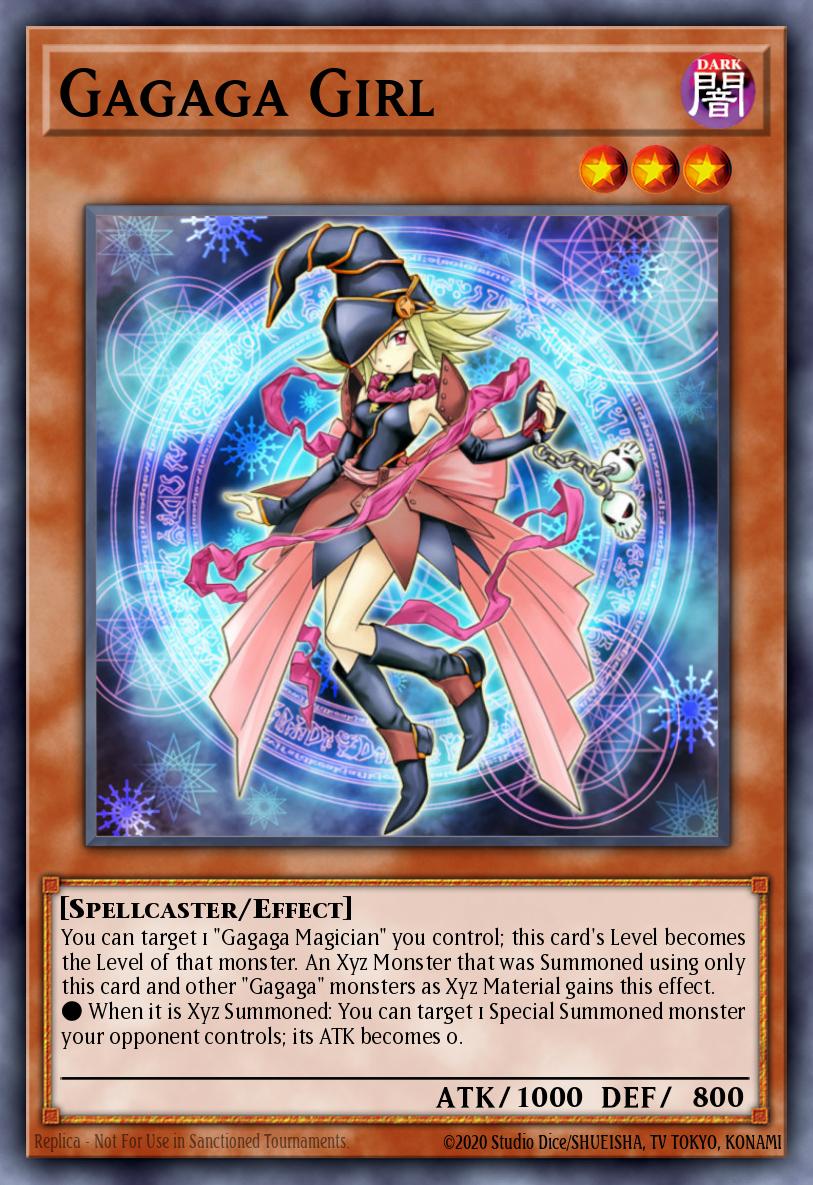 Gagaga Girl
DARK
闇
[Spellcaster/Effect]
You can target 1 "Gagaga Magician" you control; this card's Level becomes
the Level of that monster. An Xyz Monster that was Summoned using only
this card and other "Gagaga" monsters as Xyz Material gains this effect.
● When it is Xyz Summoned: You can target 1 Special Summoned monster
your opponent controls; its ATK becomes 0.
ATK/1000 DEF/ 800
Replica - Not For Use in Sanctioned Tournaments.
©2020 Studio Dice/SHUEISHA, TV TOKYO, KONAMI